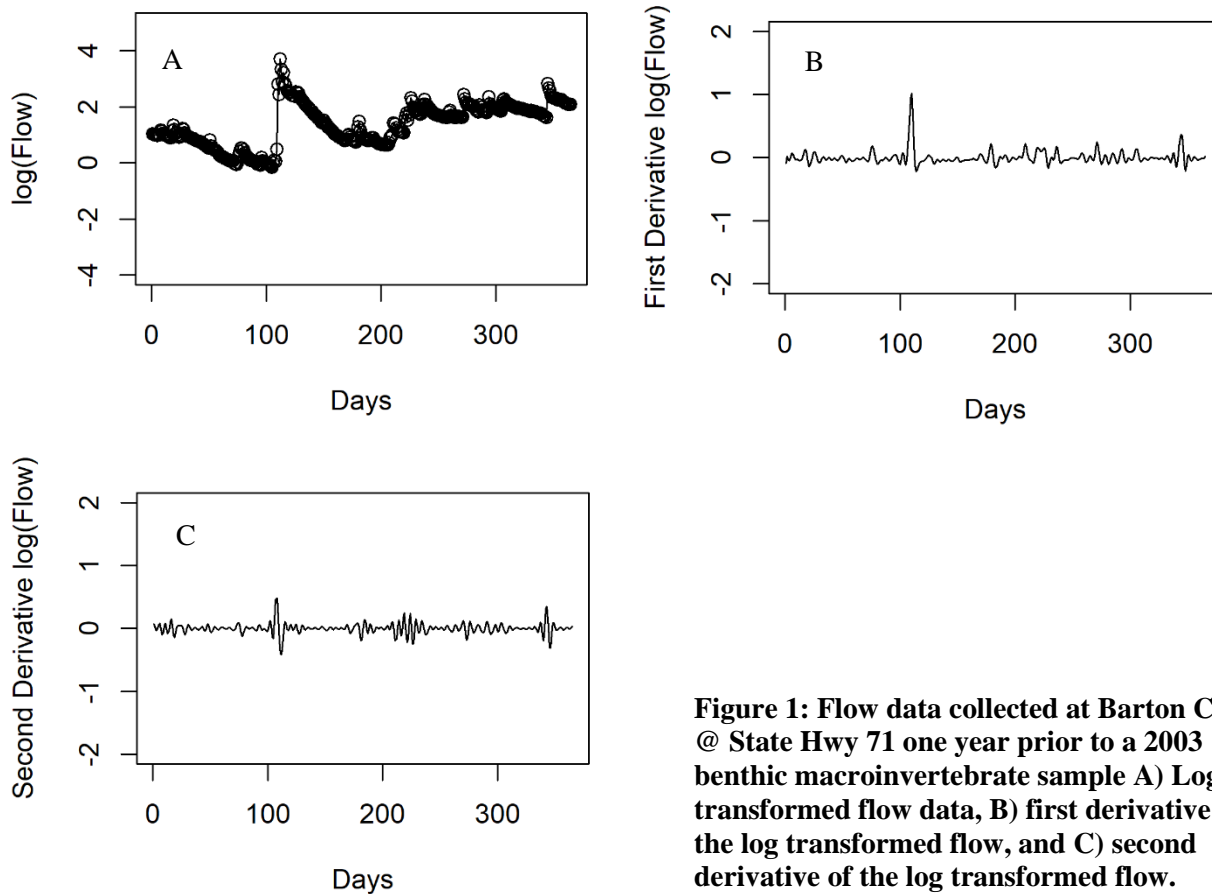 A
log(Flow)
4
2
0
-2
-4
0 100 200 300
Days
B
First Derivative log(Flow)
2
1
0
-1
-2
0 100 200 300
Days
C
Second Derivative log(Flow)
2
1
0
-1
-2
0 100 200 300
Days
Figure 1: Flow data collected at Barton C
@ State Hwy 71 one year prior to a 2003
benthic macroinvertebrate sample A) Log
transformed flow data, B) first derivative
the log transformed flow, and C) second
derivative of the log transformed flow.